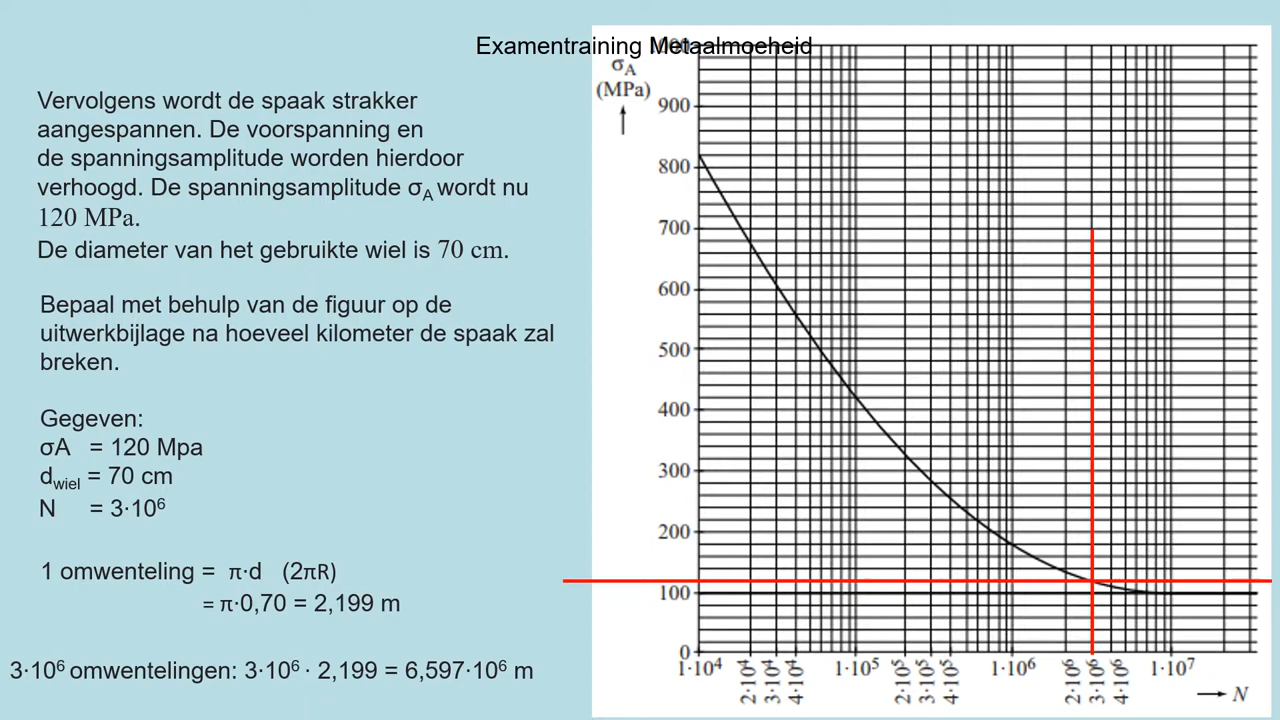 Examentraining Metaalmoeheid
Vervolgens wordt de spaak strakker
aangespannen. De voorspanning en
de spanningsamplitude worden hierdoor
verhoogd. De spanningsamplitude σA wordt nu
120 MPa.
De diameter van het gebruikte wiel is 70 cm.
Bepaal met behulp van de figuur op de
uitwerkbijlage na hoeveel kilometer de spaak zal
breken.
Gegeven:
σA = 120 Mpa
dwiel = 70 cm
N = 3·10⁶
1 omwenteling = π·d (2πR)
= π·0,70 = 2,199 m
3·10⁶ omwentelingen: 3·10⁶ · 2,199 = 6,597·10⁶ m
σA
(MPa)
900
800
700
600
500
400
300
200
100
0
1·10⁴
2·10⁴
3·10⁴
4·10⁴
1·10⁵
2·10⁵
3·10⁵
4·10⁵
1·10⁶
2·10⁶
3·10⁶
4·10⁶
1·10⁷
→ N